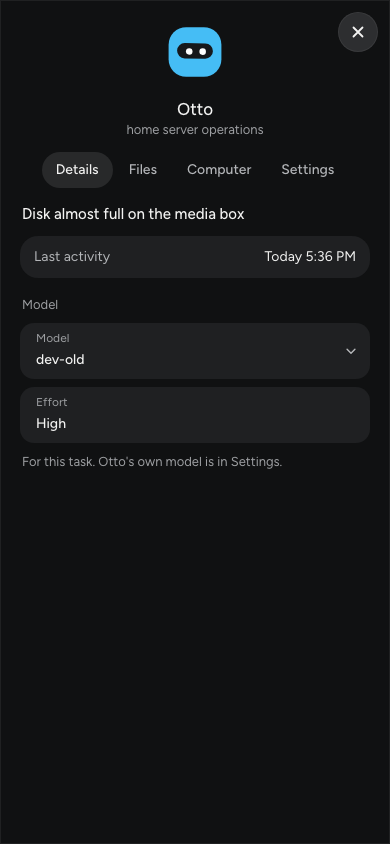 Otto
home server operations
Details Files Computer Settings
Disk almost full on the media box
Last activity Today 5:36 PM
Model
Model
dev-old
Effort
High
For this task. Otto's own model is in Settings.